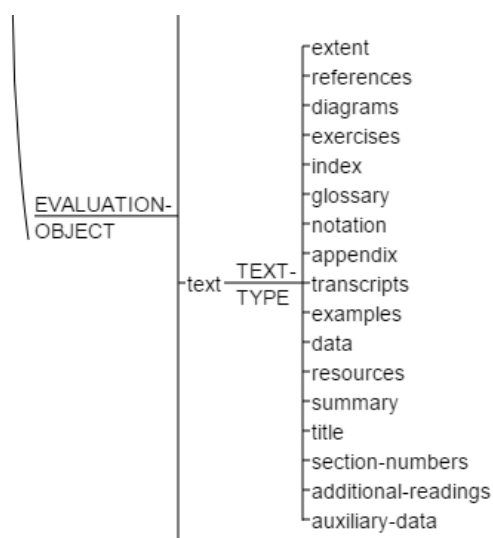 EVALUATION-
OBJECT
text
TEXT-
TYPE
extent
references
diagrams
exercises
index
glossary
notation
appendix
transcripts
examples
data
resources
summary
title
section-numbers
additional-readings
auxiliary-data